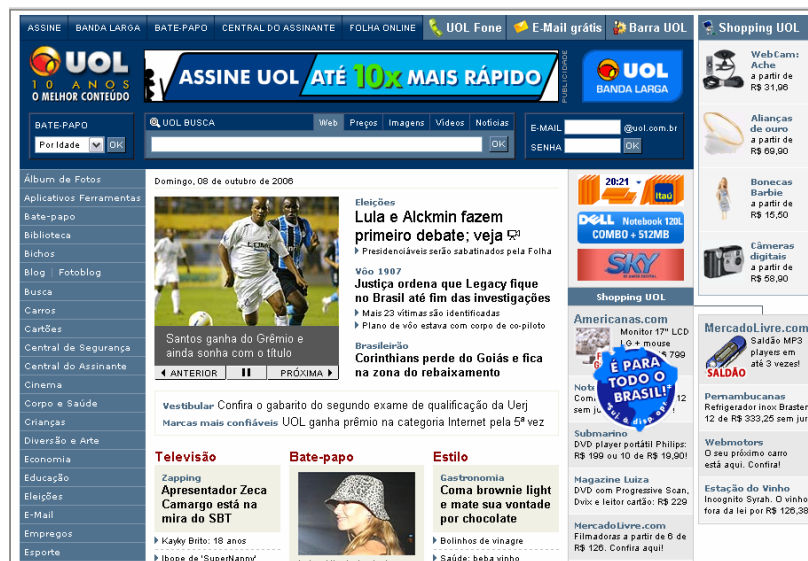 ASSINE BANDA LARGA BATE-PAPO CENTRAL DO ASSINANTE FOLHA ONLINE UOL Fone E-Mail grátis Barra UOL Shopping UOL
UOL
10 ANOS
O MELHOR CONTEÚDO
ASSINE UOL ATÉ 10x MAIS RÁPIDO
PUBLICIDADE
UOL
BANDA LARGA
BATE-PAPO
Por Idade OK
UOL BUSCA Web Preços Imagens Vídeos Notícias
OK
E-MAIL @uol.com.br
SENHA OK
Álbum de Fotos
Aplicativos Ferramentas
Bate-papo
Biblioteca
Bichos
Blog | Fotoblog
Busca
Carros
Cartões
Central de Segurança
Central do Assinante
Cinema
Corpo e Saúde
Crianças
Diversão e Arte
Economia
Educação
Eleições
E-Mail
Empregos
Esporte
Domingo, 08 de outubro de 2006
Santos ganha do Grêmio e
ainda sonha com o título
ANTERIOR PRÓXIMA
Eleições
Lula e Alckmin fazem
primeiro debate; veja
Presidenciáveis serão sabatinados pela Folha
Vôo 1907
Justiça ordena que Legacy fique
no Brasil até fim das investigações
Mais 23 vítimas são identificadas
Plano de vôo estava com corpo de co-piloto
Brasileirão
Corinthians perde do Goiás e fica
na zona do rebaixamento
Vestibular Confira o gabarito do segundo exame de qualificação da Uerj
Marcas mais confiáveis UOL ganha prêmio na categoria Internet pela 5ª vez
Televisão
Zapping
Apresentador Zeca
Camargo está na
mira do SBT
Kayky Brito: 18 anos
Ibope de 'SuperNanny'
Bate-papo
Estilo
Gastronomia
Coma brownie light
e mate sua vontade
por chocolate
Bolinhos de vinagre
Saúde: beba vinho
20:21
Itaú
DELL Notebook 120L
COMBO + 512MB
SKY
Shopping UOL
Americanas.com
Monitor 17" LCD
LG + mouse
799
É PARA
TODO O
BRASIL!
12
Submarino
DVD player portátil Philips:
R$ 199 ou 10 de R$ 19,90!
Magazine Luiza
DVD com Progressive Scan,
Dvix e leitor cartão: R$ 229
MercadoLivre.com
Filmadoras a partir de 6 de
R$ 126. Confira aqui!
WebCam:
Ache
a partir de
R$ 31,96
Alianças
de ouro
a partir de
R$ 69,90
Bonecas
Barbie
a partir de
R$ 15,50
Câmeras
digitais
a partir de
R$ 58,90
MercadoLivre.com
Saldão MP3
players em
até 3 vezes!
SALDÃO
Pernambucanas
Refrigerador inox Brastem
12 de R$ 333,25 sem jur
Webmotors
O seu próximo carro
está aqui. Confira!
Estação do Vinho
Incognito Syrah. O vinho
fora da lei por R$ 126,38